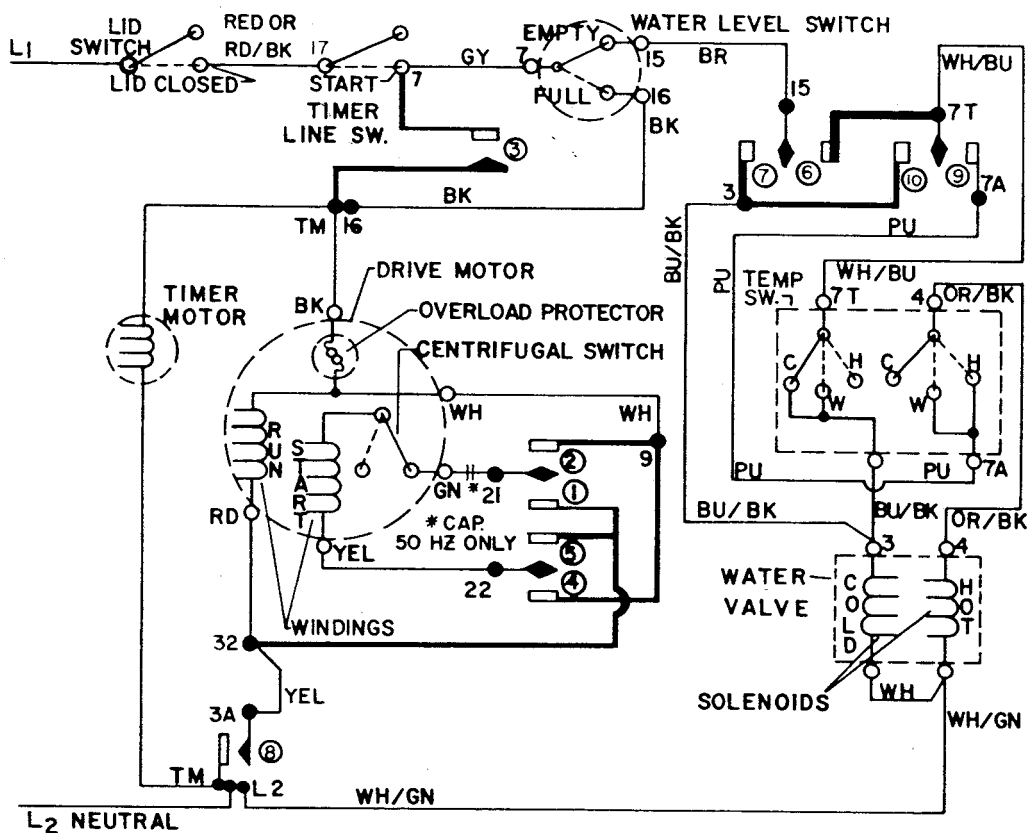 L1
LID SWITCH
LID CLOSED
RED OR RD/BK
17
START
7
TIMER LINE SW.
GY
7
EMPTY
FULL
WATER LEVEL SWITCH
15
16
BK
BR
15
WH/BU
7T
3
7
6
10
9
7A
3
BK
TM
16
PU
BU/BK
PU
WH/BU
TEMP SW.
7T
4
OR/BK
C
H
W
C
H
W
PU
PU
7A
BU/BK
BU/BK
OR/BK
TIMER MOTOR
DRIVE MOTOR
BK
OVERLOAD PROTECTOR
CENTRIFUGAL SWITCH
WH
WH
RUN
START
2
9
1
GN
*21
* CAP. 50 HZ ONLY
5
4
RD
YEL
22
WINDINGS
32
YEL
3A
8
TM
L2
WH/GN
L2 NEUTRAL
3
4
WATER VALVE
COLD
HOT
SOLENOIDS
WH
WH/GN